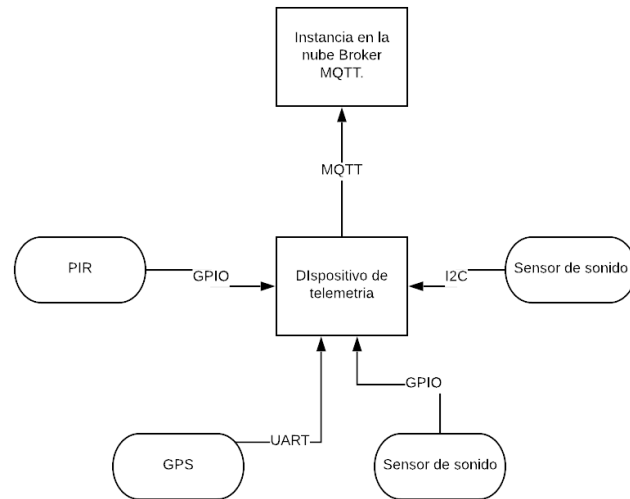 Instancia en la
nube Broker
MQTT.
MQTT
PIR
GPIO
DIspositivo de
telemetria
I2C
Sensor de sonido
GPIO
UART
GPS
Sensor de sonido